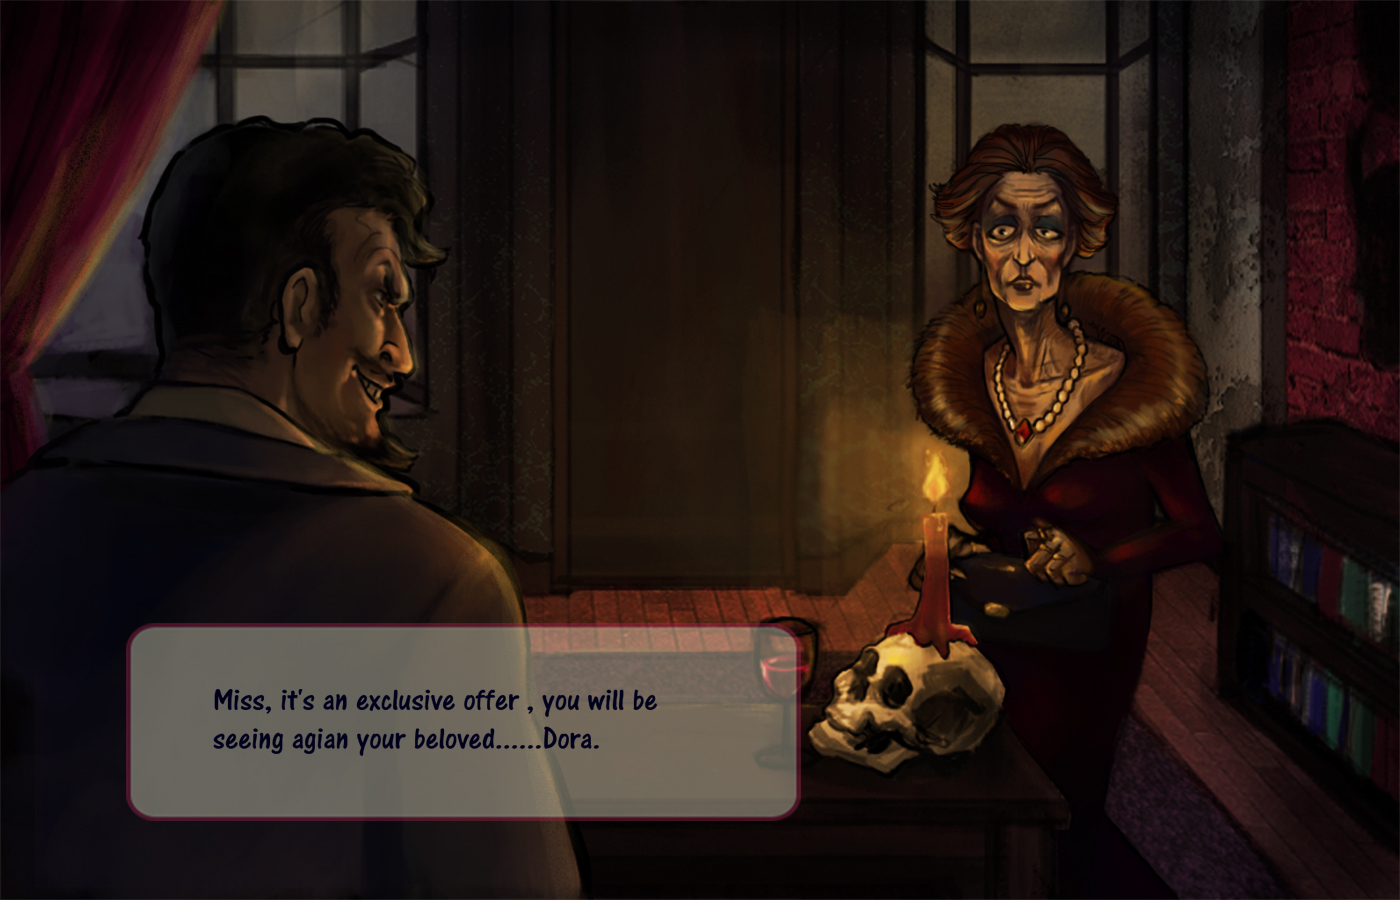 Miss, it's an exclusive offer , you will be
seeing agian your beloved......Dora.